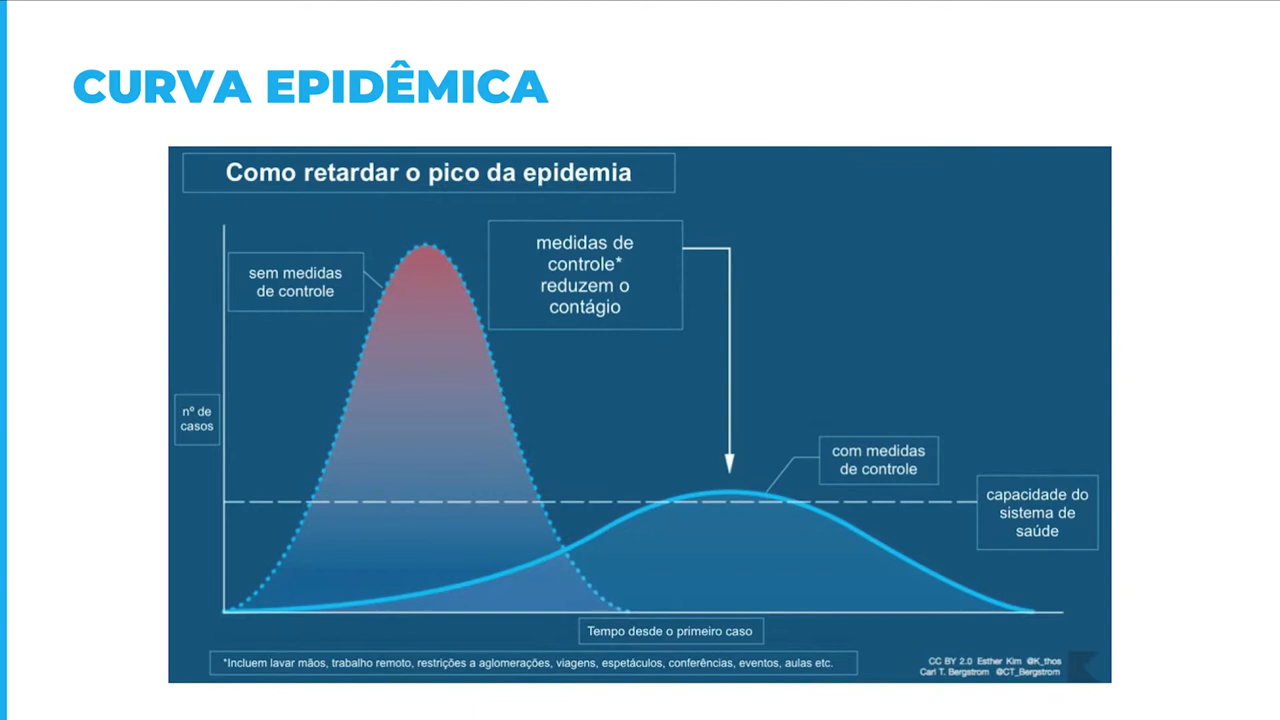 CURVA EPIDÊMICA
Como retardar o pico da epidemia
sem medidas
de controle
medidas de
controle*
reduzem o
contágio
nº de
casos
com medidas
de controle
capacidade do
sistema de
saúde
Tempo desde o primeiro caso
*Incluem lavar mãos, trabalho remoto, restrições a aglomerações, viagens, espetáculos, conferências, eventos, aulas etc.
CC BY 2.0 Esther Kim @K_thos
Carl T. Bergstrom @CT_Bergstrom